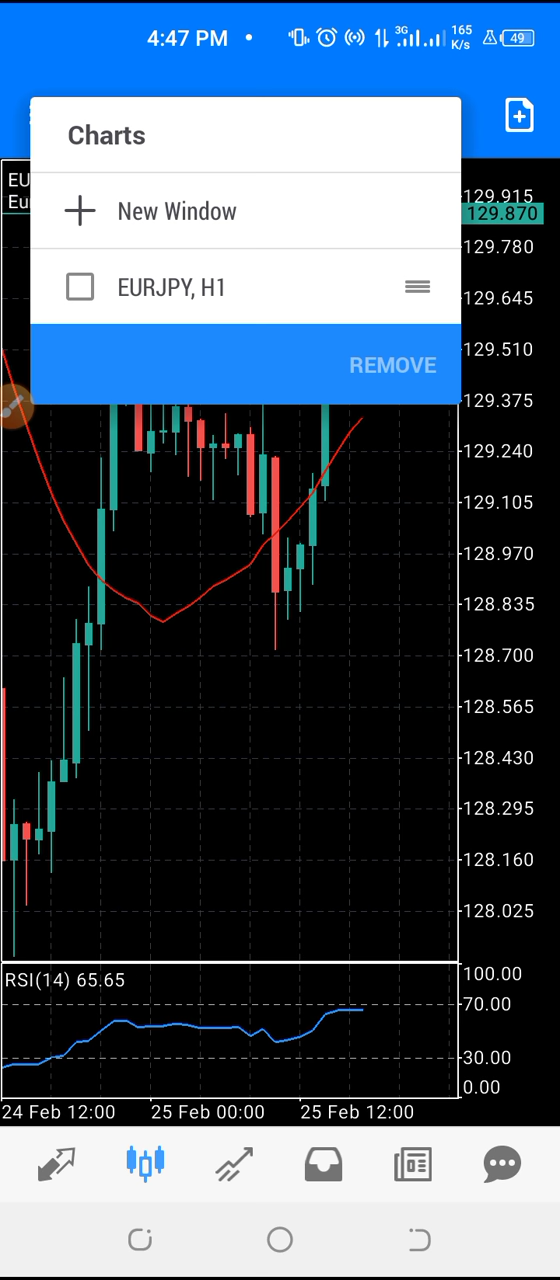 4:47 PM
3G
165
K/s
49
Charts
EU
Eur
New Window
EURJPY, H1
REMOVE
129.915
129.870
129.780
129.645
129.510
129.375
129.240
129.105
128.970
128.835
128.700
128.565
128.430
128.295
128.160
128.025
RSI(14) 65.65
100.00
70.00
30.00
0.00
24 Feb 12:00
25 Feb 00:00
25 Feb 12:00